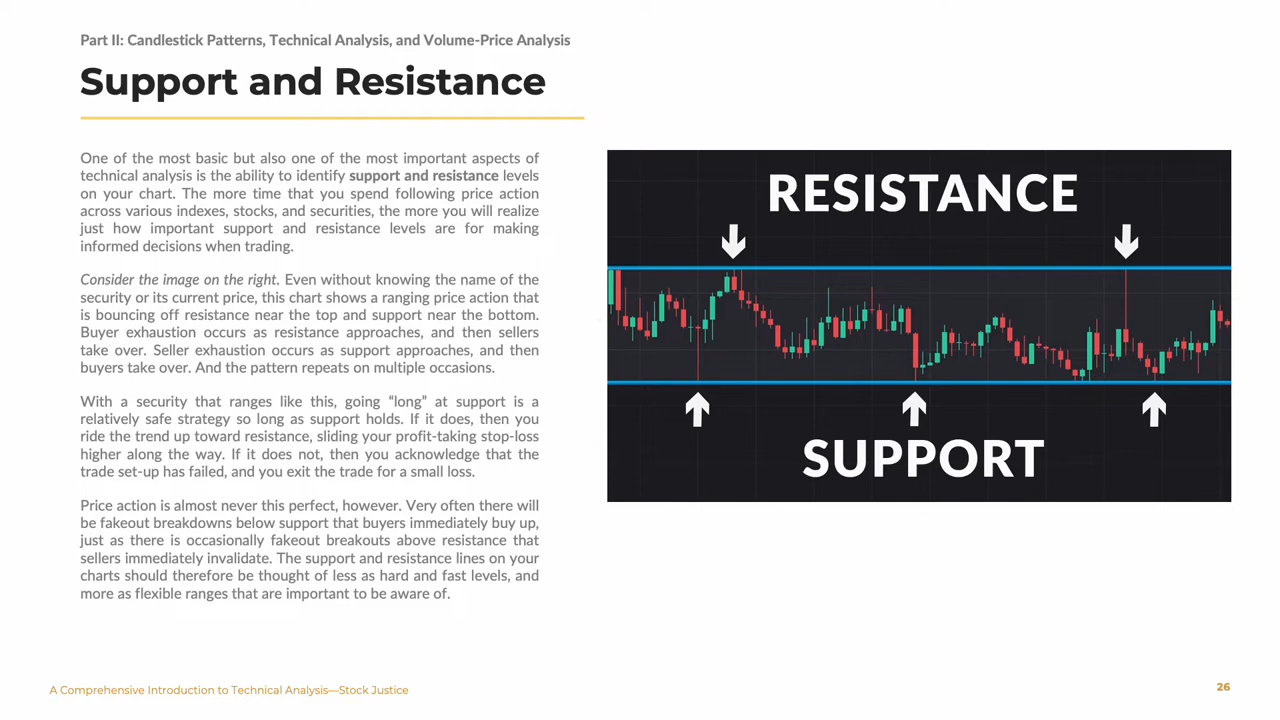 Part II: Candlestick Patterns, Technical Analysis, and Volume-Price Analysis
Support and Resistance
One of the most basic but also one of the most important aspects of
technical analysis is the ability to identify support and resistance levels
on your chart. The more time that you spend following price action
across various indexes, stocks, and securities, the more you will realize
just how important support and resistance levels are for making
informed decisions when trading.
Consider the image on the right. Even without knowing the name of the
security or its current price, this chart shows a ranging price action that
is bouncing off resistance near the top and support near the bottom.
Buyer exhaustion occurs as resistance approaches, and then sellers
take over. Seller exhaustion occurs as support approaches, and then
buyers take over. And the pattern repeats on multiple occasions.
With a security that ranges like this, going “long” at support is a
relatively safe strategy so long as support holds. If it does, then you
ride the trend up toward resistance, sliding your profit-taking stop-loss
higher along the way. If it does not, then you acknowledge that the
trade set-up has failed, and you exit the trade for a small loss.
Price action is almost never this perfect, however. Very often there will
be fakeout breakdowns below support that buyers immediately buy up,
just as there is occasionally fakeout breakouts above resistance that
sellers immediately invalidate. The support and resistance lines on your
charts should therefore be thought of less as hard and fast levels, and
more as flexible ranges that are important to be aware of.
RESISTANCE
SUPPORT
A Comprehensive Introduction to Technical Analysis—Stock Justice
26